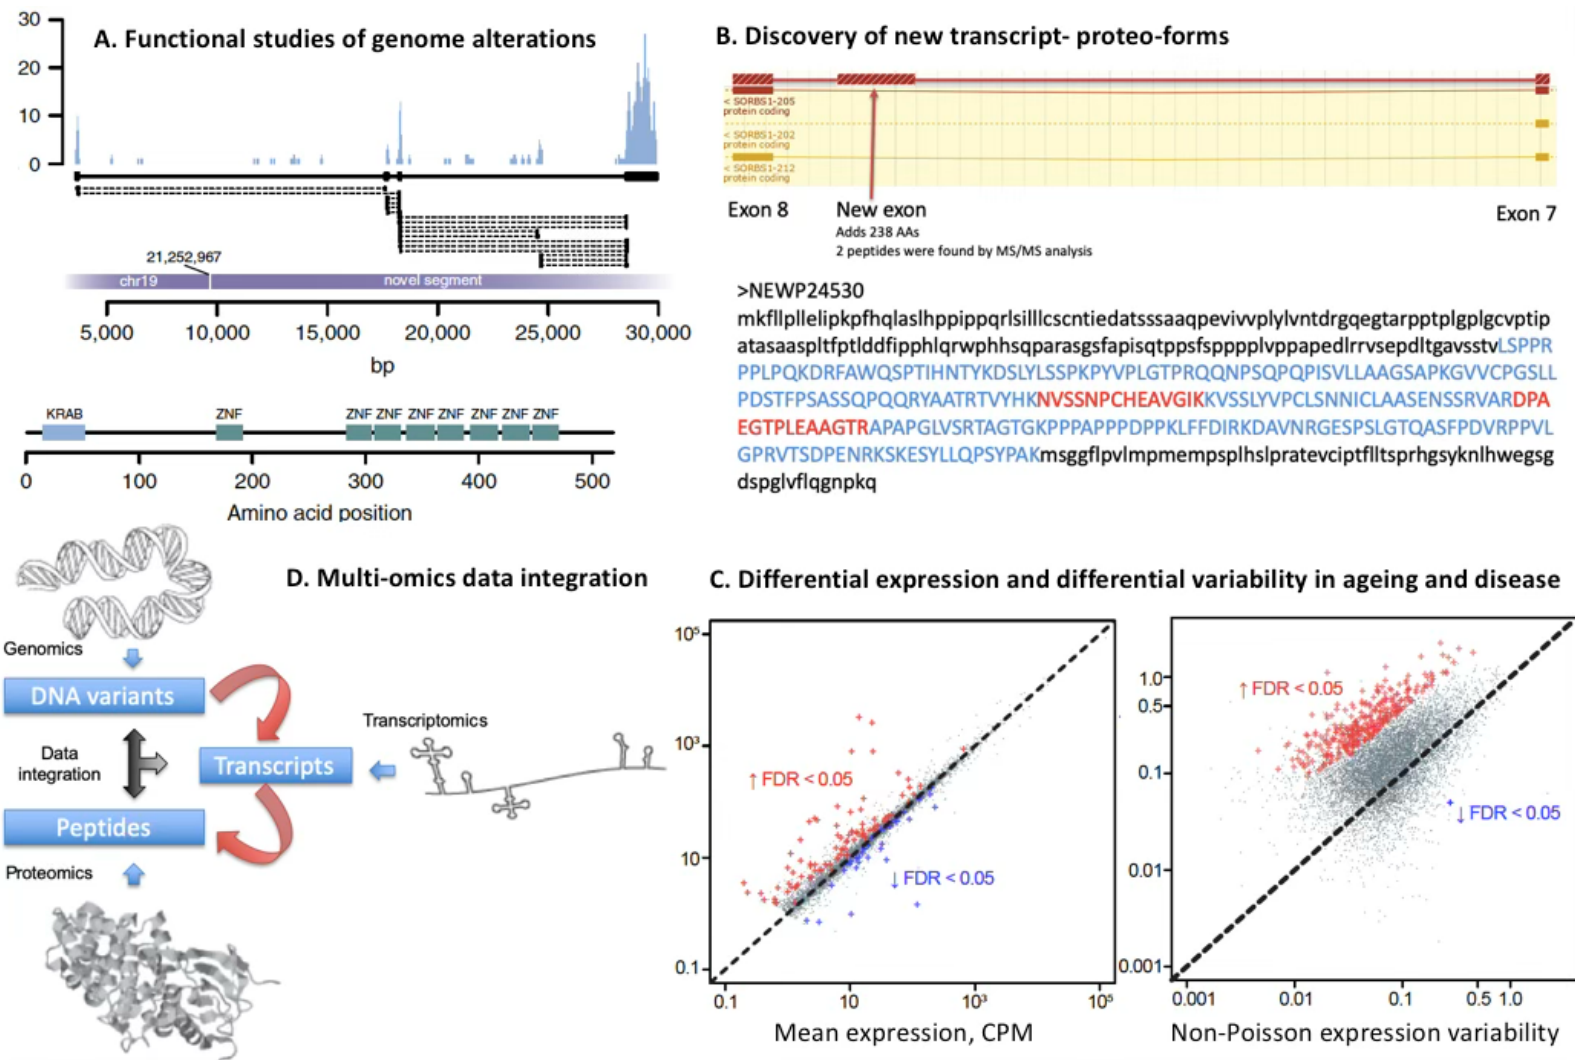 A. Functional studies of genome alterations
30
20
10
0
21,252,967
chr19
novel segment
5,000 10,000 15,000 20,000 25,000 30,000
bp
KRAB ZNF ZNF ZNF ZNF ZNF ZNF ZNF ZNF
0 100 200 300 400 500
Amino acid position
B. Discovery of new transcript- proteo-forms
< SORBS1-205
protein coding
< SORBS1-202
protein coding
< SORBS1-212
protein coding
Exon 8
New exon
Exon 7
Adds 238 AAs
2 peptides were found by MS/MS analysis
>NEWP24530
mkfllpllelipkpfhqlaslhppippqrlsilllcscntiedatsssaaqpevivvplylvntdrgqegtarpptplgplgcvptip
atasaaspltfptlddfipphlqrwphhsqparasgsfapisqtppsfspppplvppapedlrrvsepdltgavsstvLSPPR
PPLPQKDRFAWQSPTIHNTYKDSLYLSSPKPYVPLGTPRQQNPSQPQPISVLLAAGSAPKGVVCPGSLL
PDSTFPSASSQPQQRYAATRTVYHKNVSSNPCHEAVGIKKVSSLYVPCLSNNICLAASENSSRVARDPA
EGTPLEAAGTRAPAPGLVSRTAGTGKPPPAPPPDPPKLFFDIRKDAVNRGESPSLGTQASFPDVRPPVL
GPRVTSDPENRKSKESYLLQPSYPAKmsggflpvlmpmempsplhslpratevciptflltsprhgsyknlhwegsg
dspglvflqgnpkq
D. Multi-omics data integration
Genomics
DNA variants
Data
integration
Transcriptomics
Transcripts
Peptides
Proteomics
C. Differential expression and differential variability in ageing and disease
10⁵
10³
10
0.1
↑ FDR < 0.05
↓ FDR < 0.05
0.1 10 10³ 10⁵
Mean expression, CPM
1.0
0.5
0.1
0.01
0.001
↑ FDR < 0.05
↓ FDR < 0.05
0.001 0.01 0.1 0.5 1.0
Non-Poisson expression variability